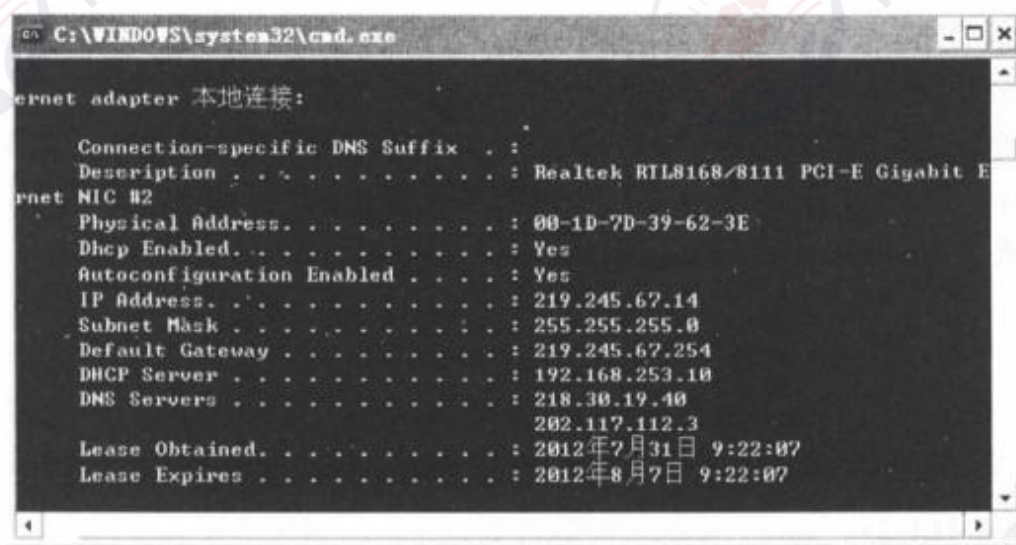 C:\WINDOWS\system32\cmd.exe
ernet adapter 本地连接:
Connection-specific DNS Suffix . :
Description . . . . . . . . . . . : Realtek RTL8168/8111 PCI-E Gigabit E
rnet NIC #2
Physical Address. . . . . . . . . : 00-1D-7D-39-62-3E
Dhcp Enabled. . . . . . . . . . . : Yes
Autoconfiguration Enabled . . . . : Yes
IP Address. . . . . . . . . . . . : 219.245.67.14
Subnet Mask . . . . . . . . . . . : 255.255.255.0
Default Gateway . . . . . . . . . : 219.245.67.254
DHCP Server . . . . . . . . . . . : 192.168.253.10
DNS Servers . . . . . . . . . . . : 218.30.19.40
202.117.112.3
Lease Obtained. . . . . . . . . . : 2012年7月31日 9:22:07
Lease Expires . . . . . . . . . . : 2012年8月7日 9:22:07